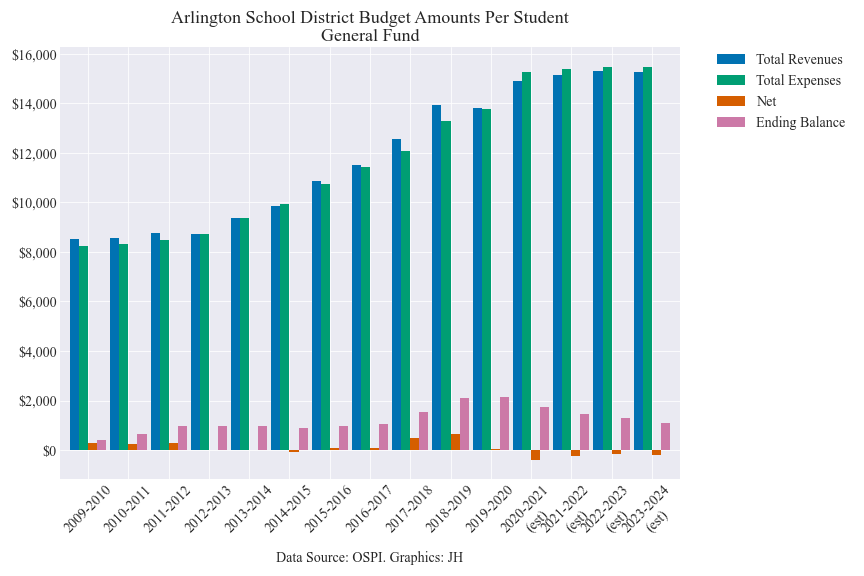 Arlington School District Budget Amounts Per Student
General Fund
$16,000
$14,000
$12,000
$10,000
$8,000
$6,000
$4,000
$2,000
$0
Total Revenues
Total Expenses
Net
Ending Balance
2009-2010
2010-2011
2011-2012
2012-2013
2013-2014
2014-2015
2015-2016
2016-2017
2017-2018
2018-2019
2019-2020
2020-2021
(est)
2021-2022
(est)
2022-2023
(est)
2023-2024
(est)
Data Source: OSPI. Graphics: JH